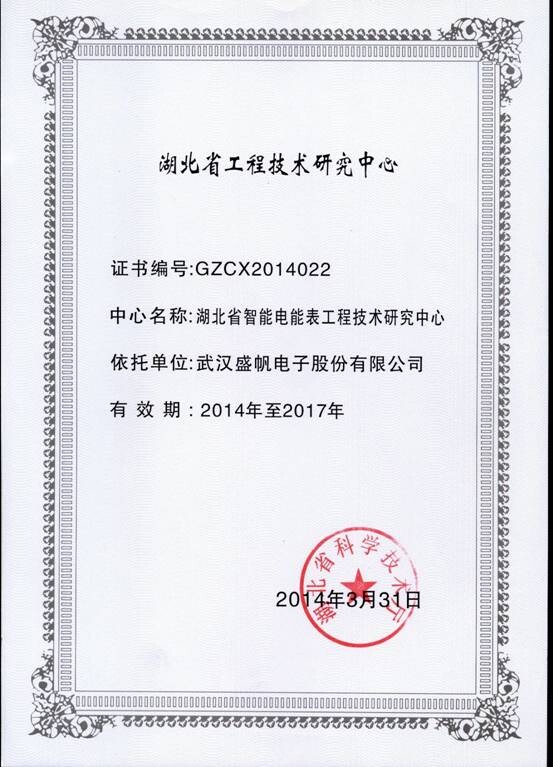 湖北省工程技术研究中心
证书编号:GZCX2014022
中心名称:湖北省智能电能表工程技术研究中心
依托单位:武汉盛帆电子股份有限公司
有 效 期 : 2014年至2017年
湖北省科学技术厅
2014年3月31日